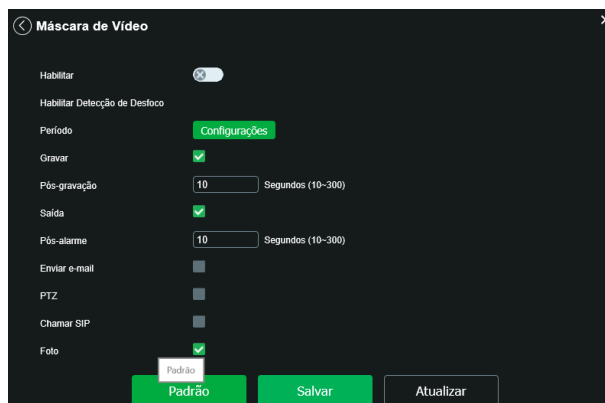 Máscara de Vídeo
Habilitar
Habilitar Detecção de Desfoco
Período Configurações
Gravar
Pós-gravação 10 Segundos (10~300)
Saída
Pós-alarme 10 Segundos (10~300)
Enviar e-mail
PTZ
Chamar SIP
Foto
Padrão
Padrão Salvar Atualizar